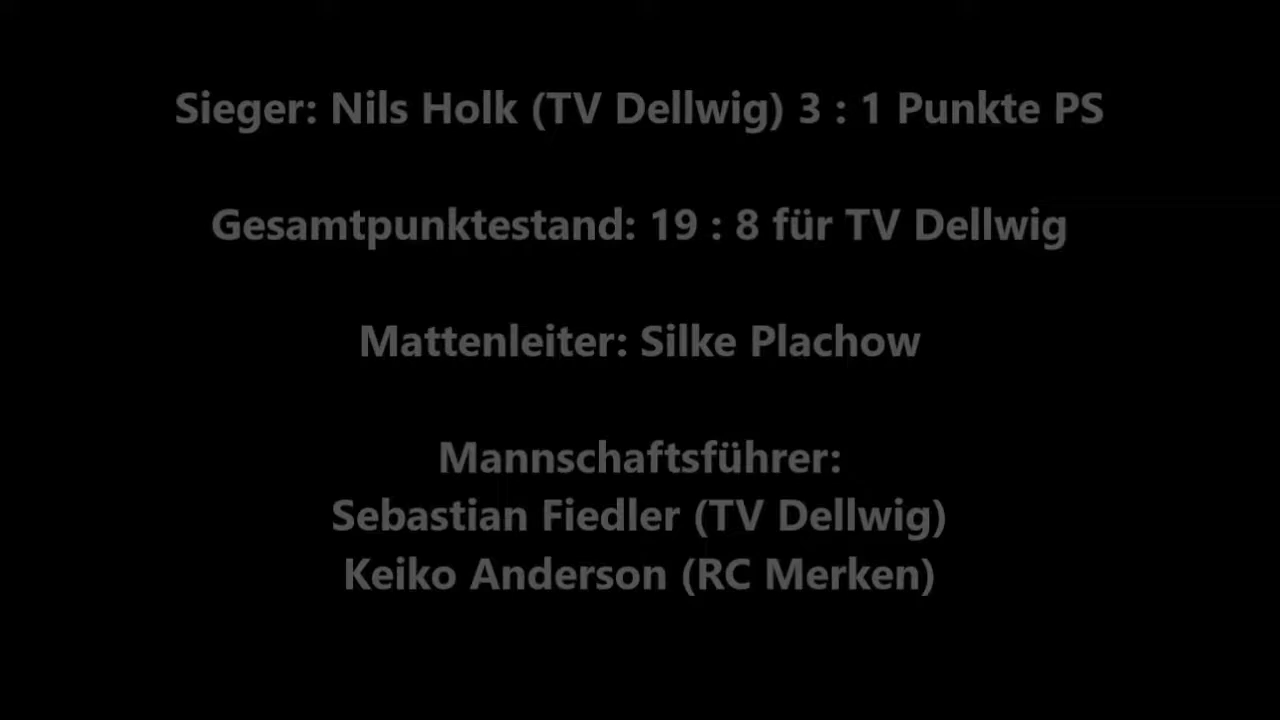 Sieger: Nils Holk (TV Dellwig) 3 : 1 Punkte PS
Gesamtpunktestand: 19 : 8 für TV Dellwig
Mattenleiter: Silke Plachow
Mannschaftsführer:
Sebastian Fiedler (TV Dellwig)
Keiko Anderson (RC Merken)